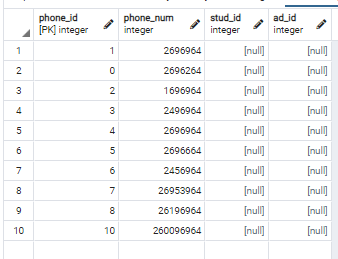 phone_id phone_num stud_id ad_id
[PK] integer integer integer integer
1 1 2696964 [null] [null]
2 0 2696264 [null] [null]
3 2 1696964 [null] [null]
4 3 2496964 [null] [null]
5 4 2696964 [null] [null]
6 5 2696664 [null] [null]
7 6 2456964 [null] [null]
8 7 26953964 [null] [null]
9 8 26196964 [null] [null]
10 10 260096964 [null] [null]